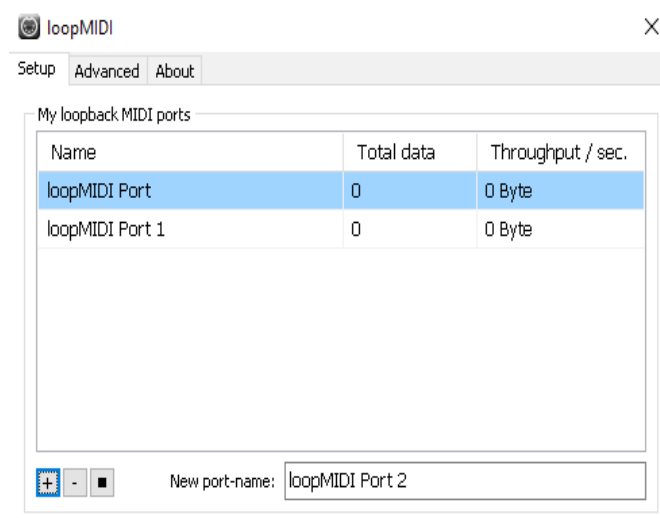 loopMIDI
Setup Advanced About
My loopback MIDI ports
Name Total data Throughput / sec.
loopMIDI Port 0 0 Byte
loopMIDI Port 1 0 0 Byte
+ - ■ New port-name: loopMIDI Port 2